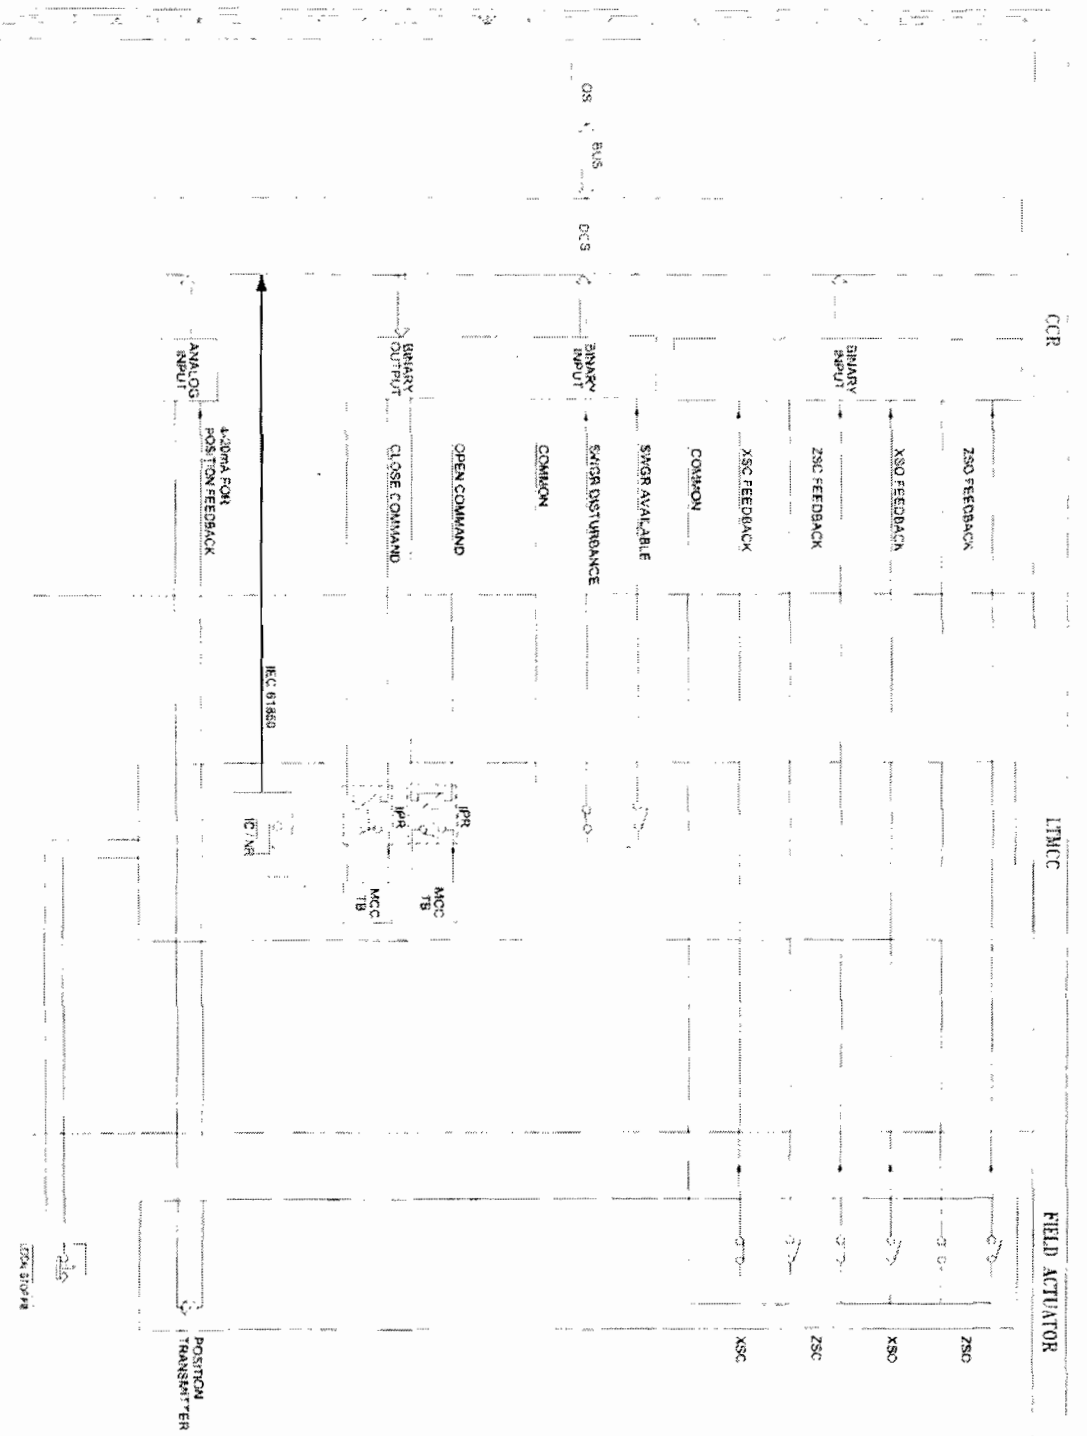 CCR
LTMCC
FIELD ACTUATOR
OS
BUS
DCS
BINARY
INPUT
ZSO FEEDBACK
XSO FEEDBACK
ZSC FEEDBACK
XSC FEEDBACK
COMMON
ZSO
XSO
ZSC
XSC
BINARY
INPUT
SWGR AVAILABLE
SWGR DISTURBANCE
COMMON
BINARY
OUTPUT
OPEN COMMAND
CLOSE COMMAND
IPR
IPR
MCC
TB
MCC
TB
IEC 61850
IC / NR
ANALOG
INPUT
4-20mA FOR
POSITION FEEDBACK
POSITION
TRANSMITTER